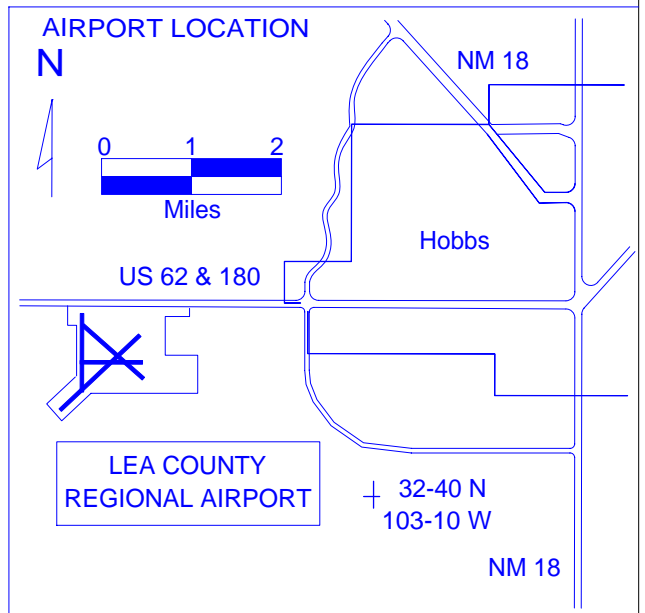 AIRPORT LOCATION
N
NM 18
0 1 2
Miles
Hobbs
US 62 & 180
LEA COUNTY
REGIONAL AIRPORT
32-40 N
103-10 W
NM 18